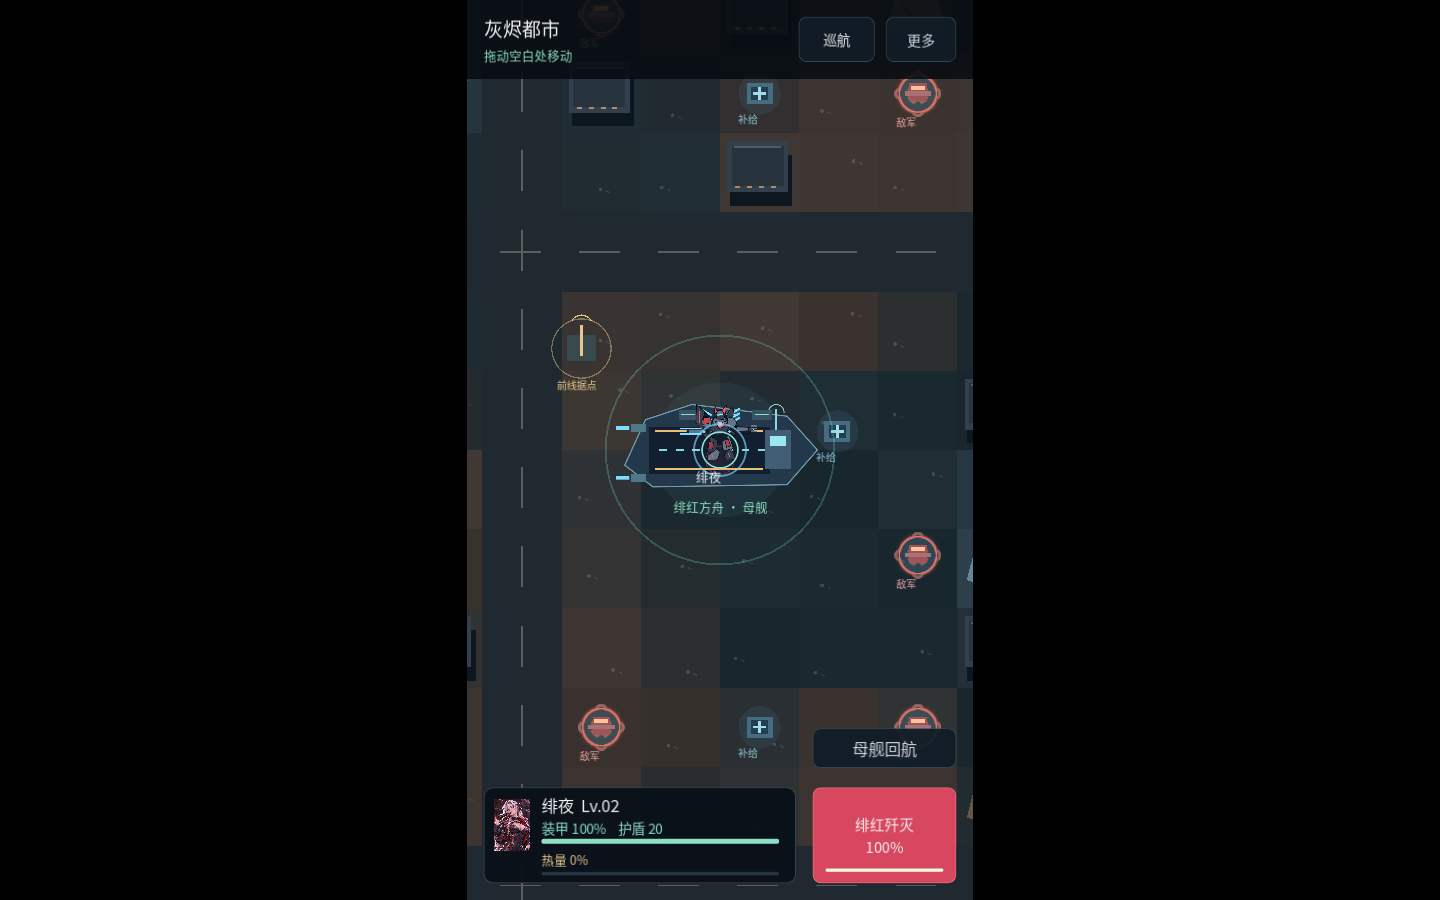 灰烬都市
拖动空白处移动
巡航
更多
敌军
补给
敌军
前线据点
补给
绯夜
绯红方舟 · 母舰
敌军
敌军
补给
母舰回航
绯夜 Lv.02
装甲 100% 护盾 20
热量 0%
绯红歼灭
100%